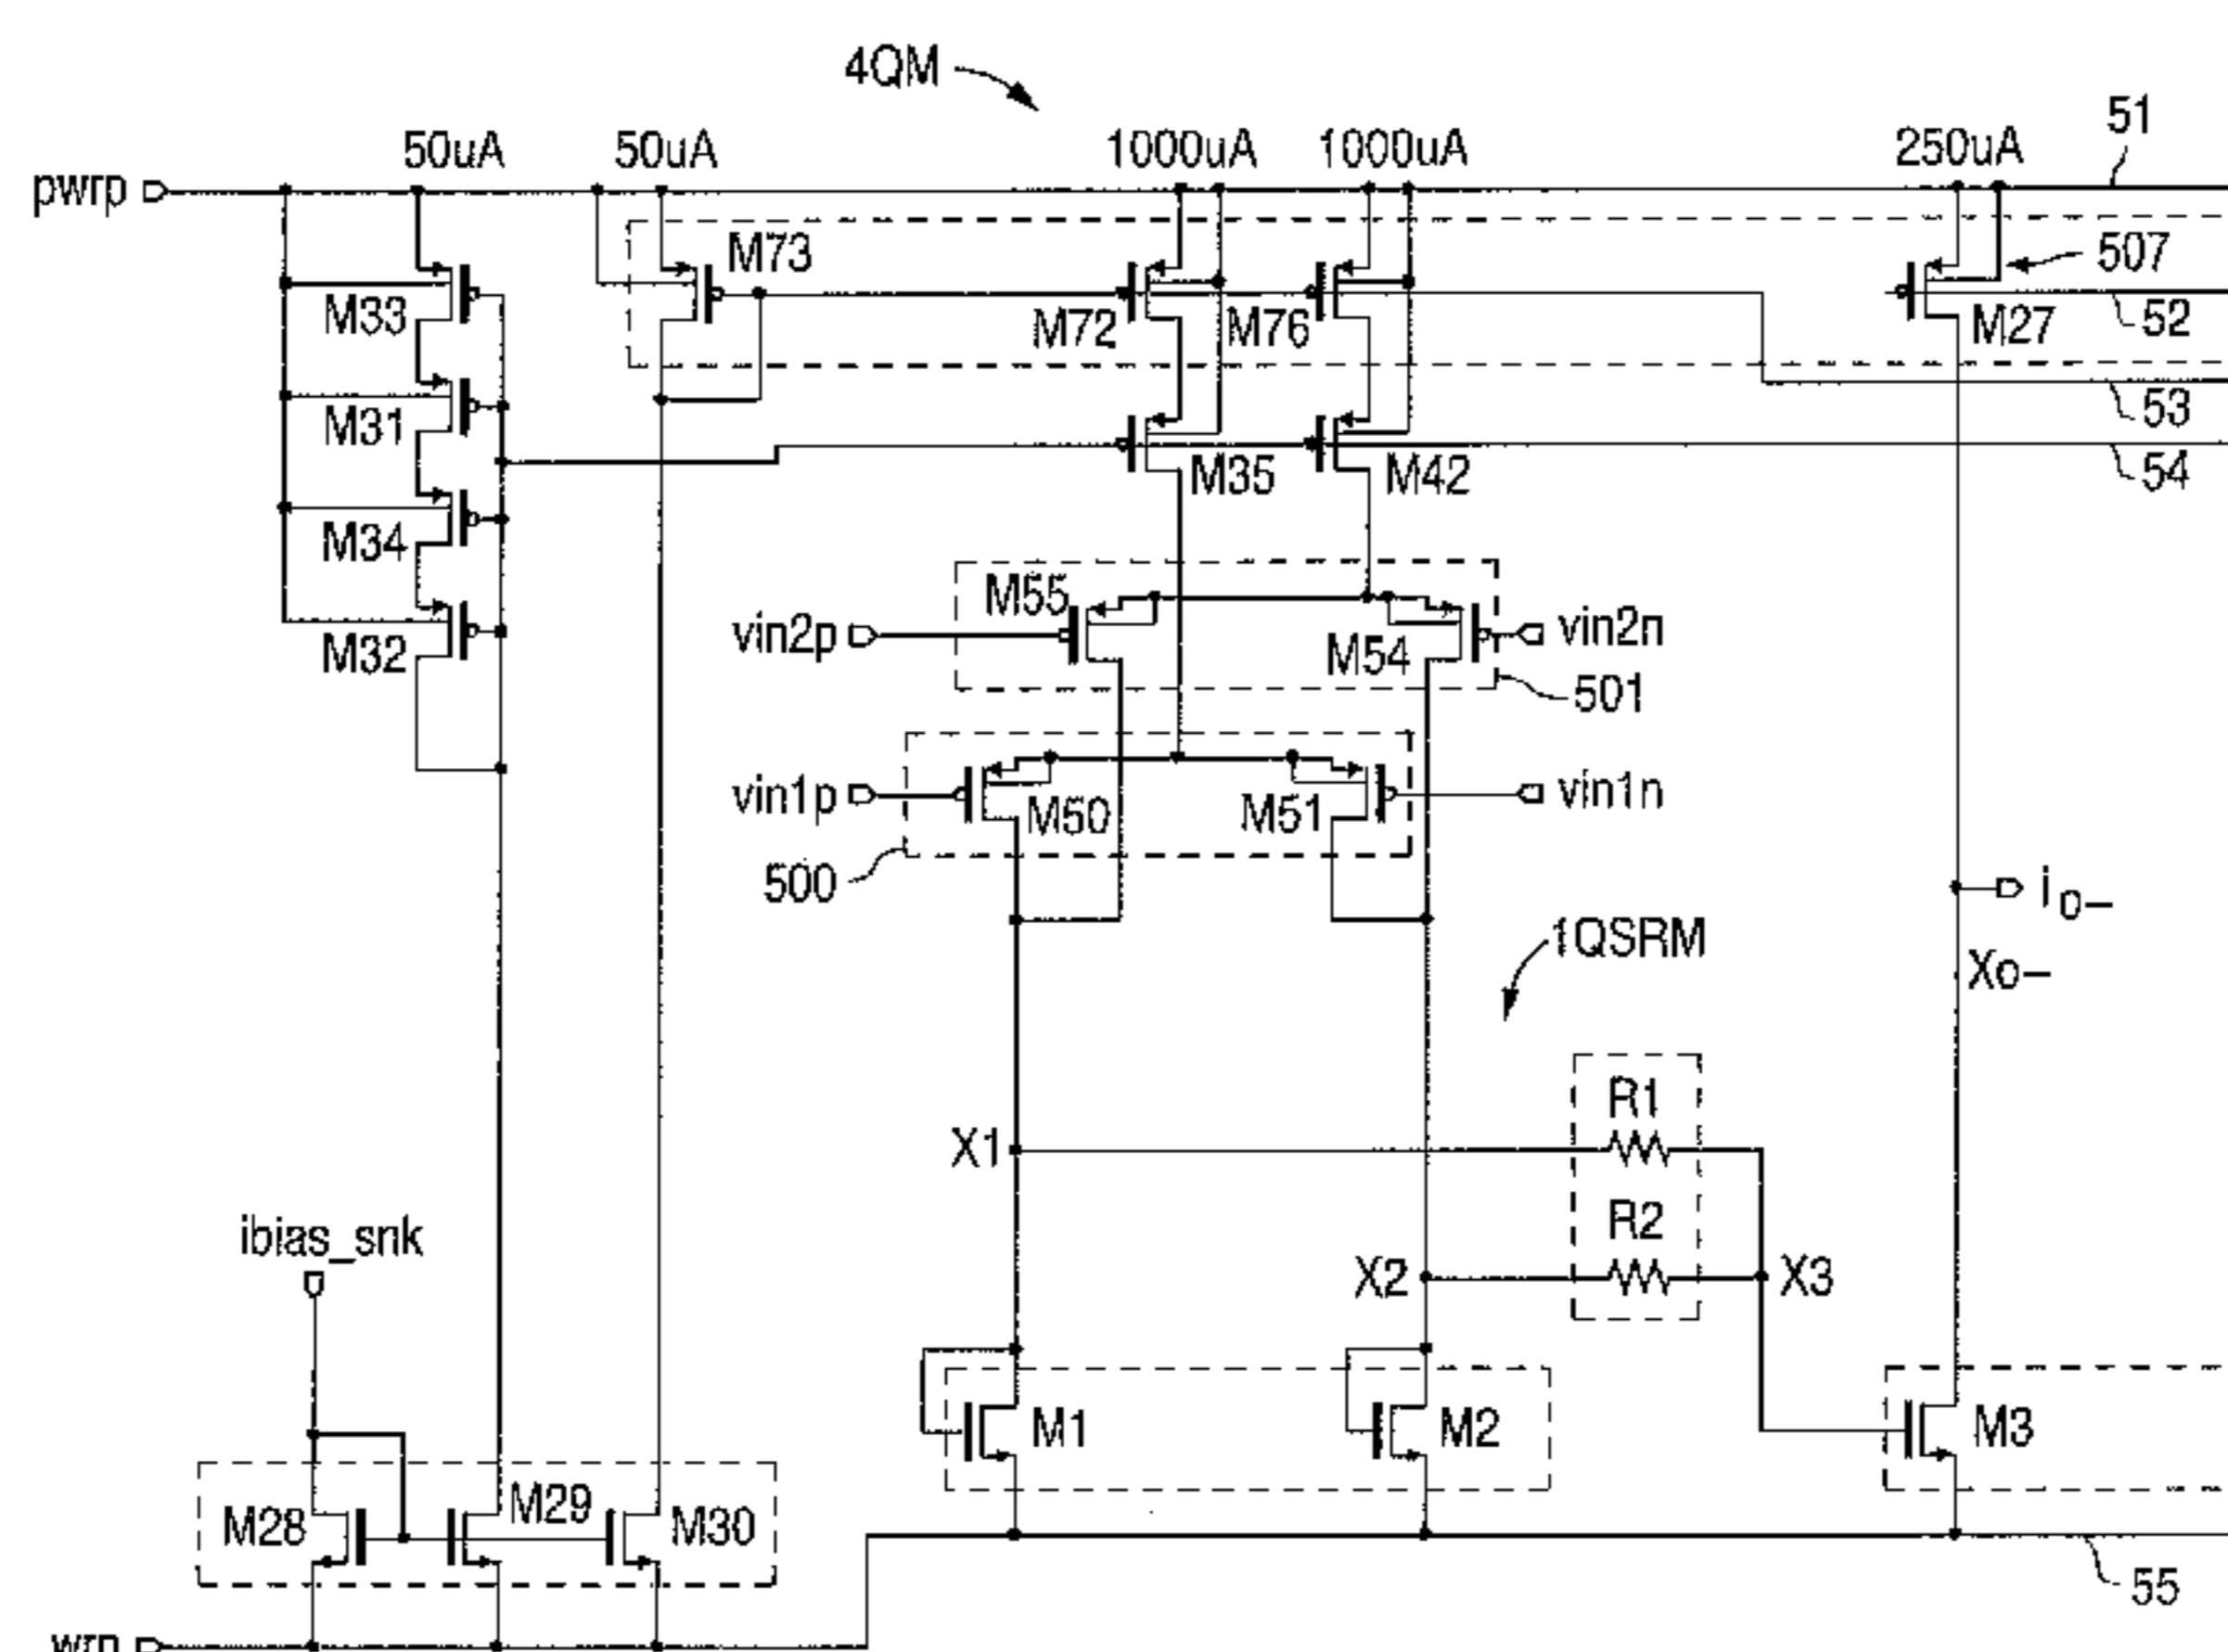 4QM
50uA 50uA 1000uA 1000uA 250uA 51
pwrp
M73 507
M33 M72 M76 M27 52
M31 53
M35 M42 54
M34
M55
vin2p vin2n
M32 M54
501
vin1p M50 M51 vin1n
500 io-
1QSRM
Xo-
R1
X1
R2
ibias_snk
X2 X3
M1 M2 M3
M28 M29 M30
55